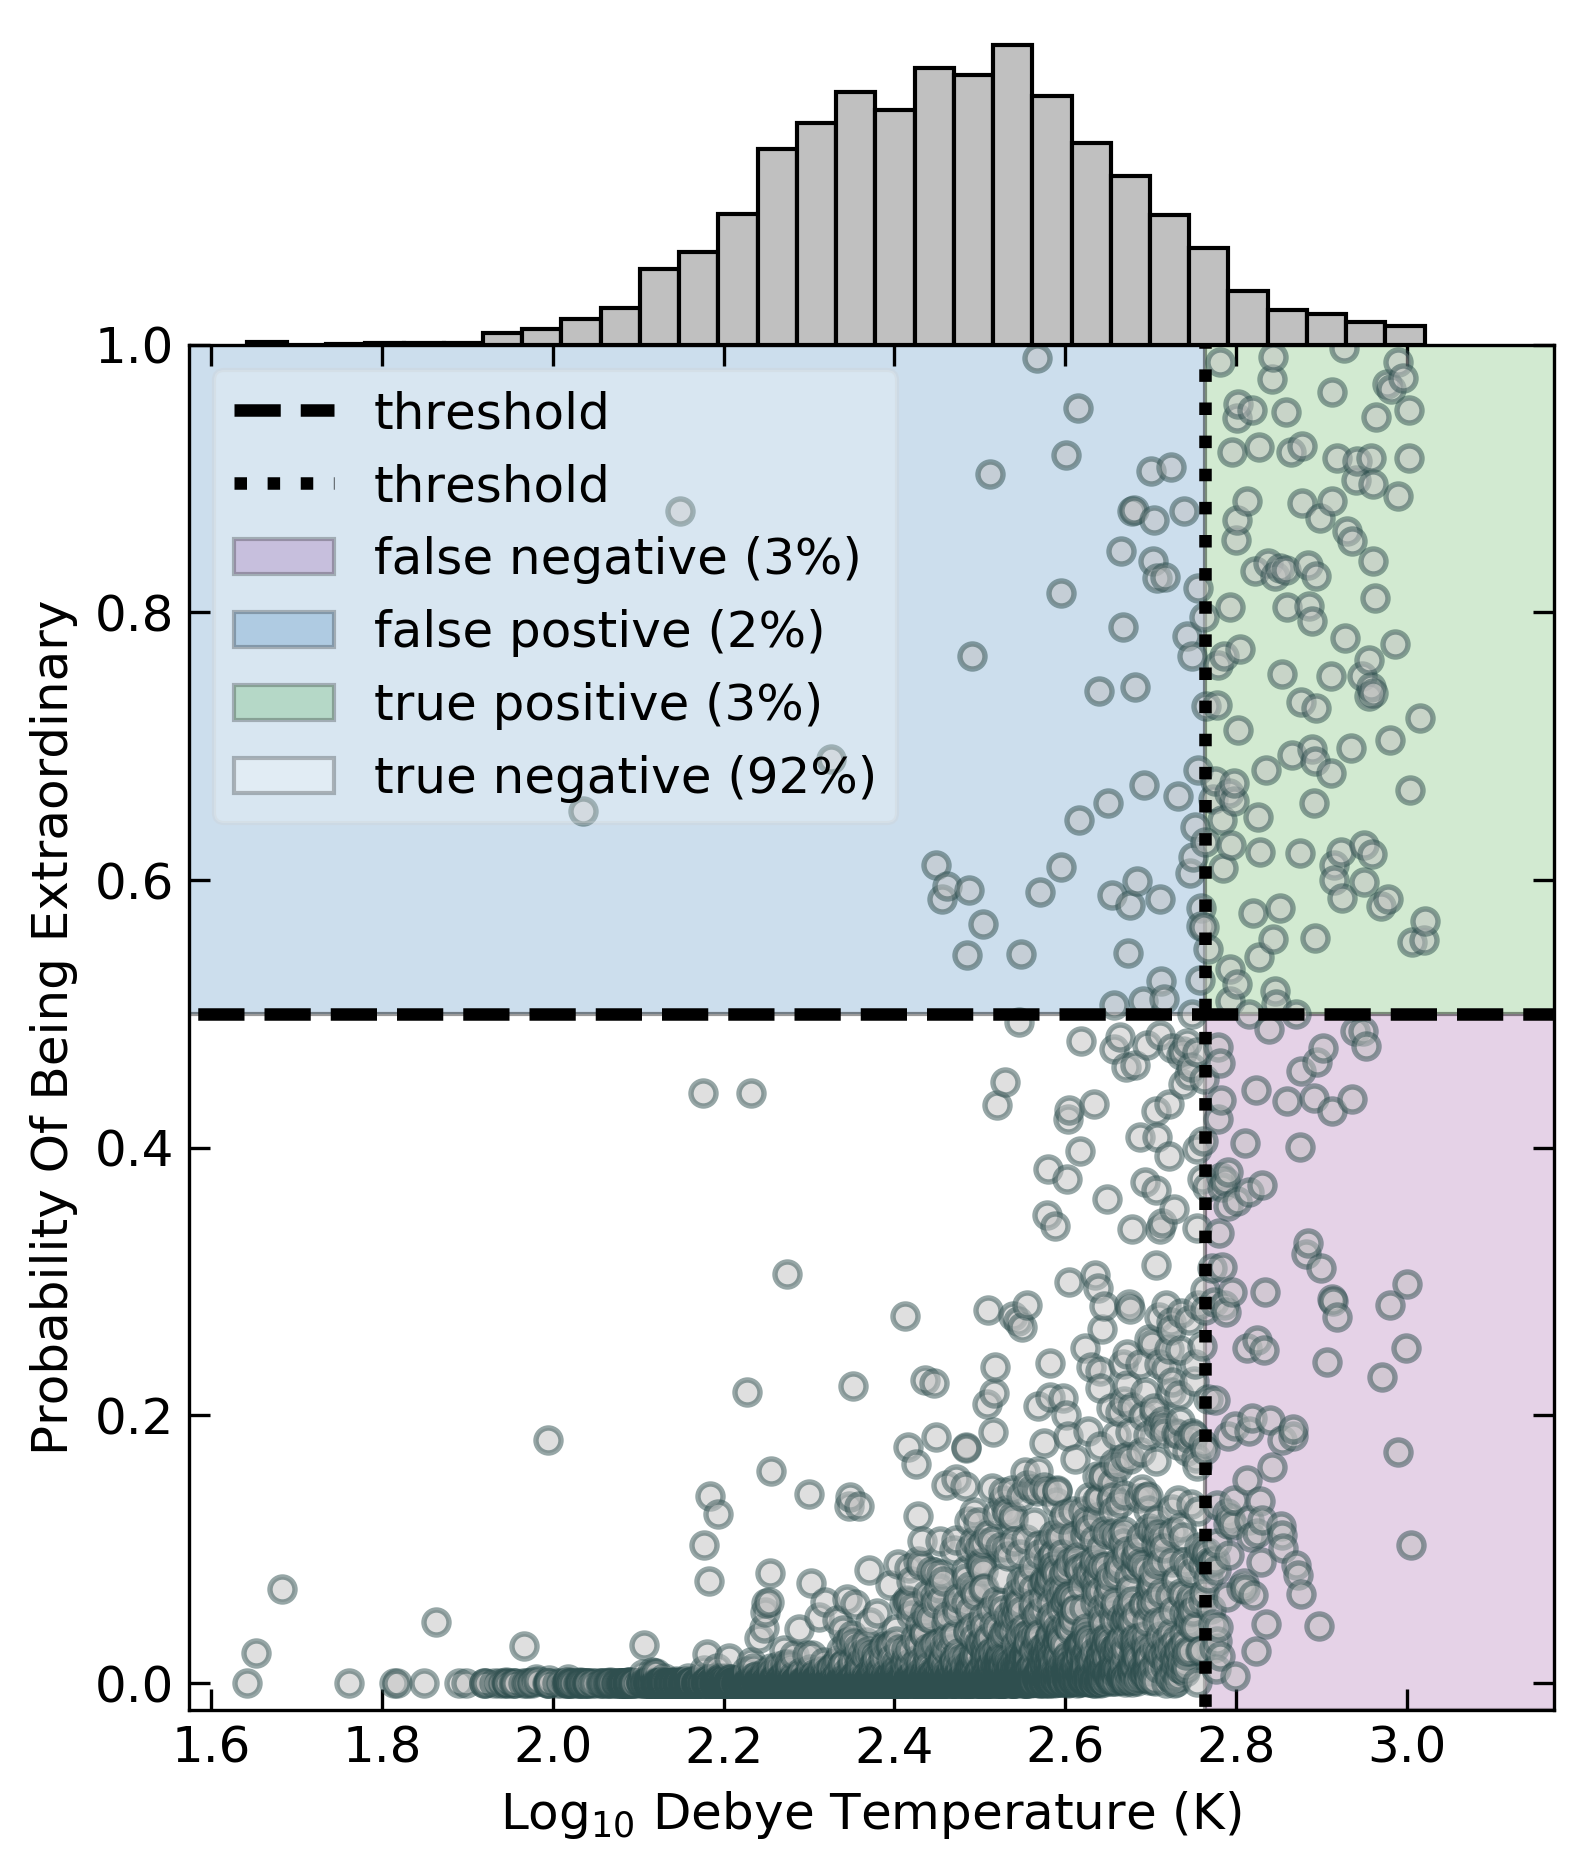 1.0
threshold
threshold
false negative (3%)
false postive (2%)
true positive (3%)
true negative (92%)
0.8
0.6
0.4
0.2
0.0
Probability Of Being Extraordinary
1.6 1.8 2.0 2.2 2.4 2.6 2.8 3.0
Log₁₀ Debye Temperature (K)